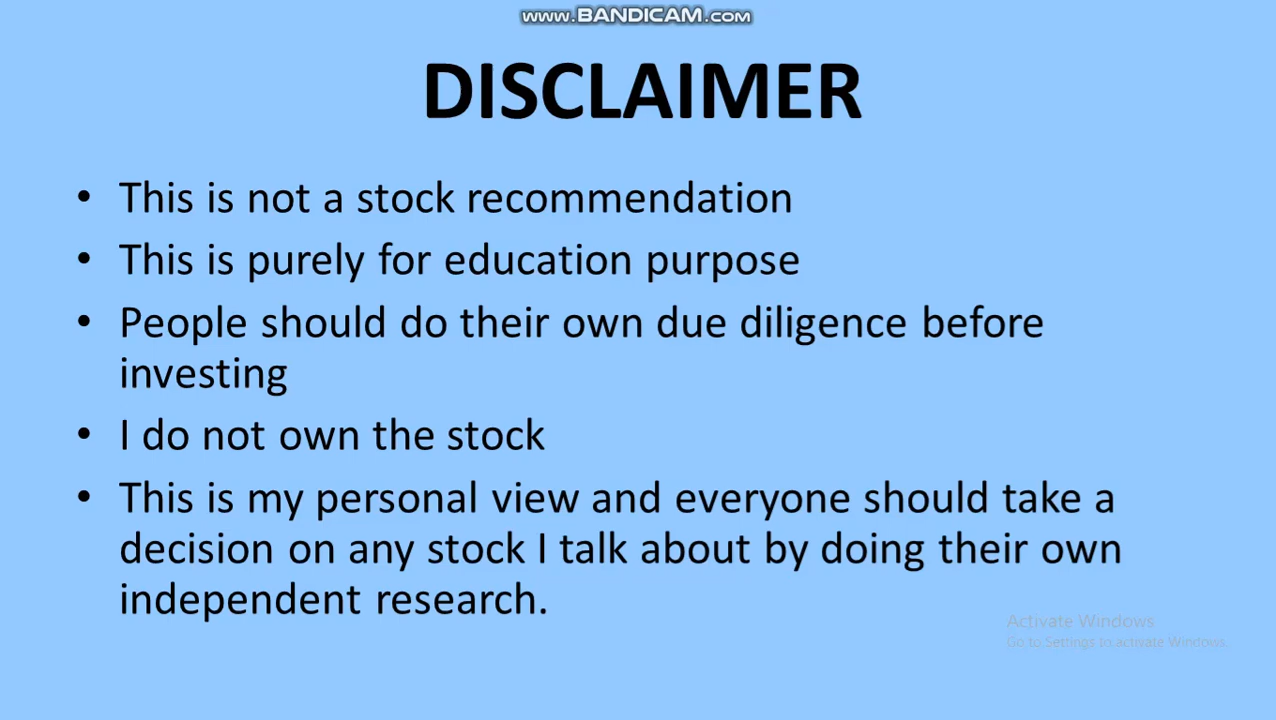 www.BANDICAM.com
DISCLAIMER
• This is not a stock recommendation
• This is purely for education purpose
• People should do their own due diligence before
investing
• I do not own the stock
• This is my personal view and everyone should take a
decision on any stock I talk about by doing their own
independent research.
Activate Windows
Go to Settings to activate Windows.